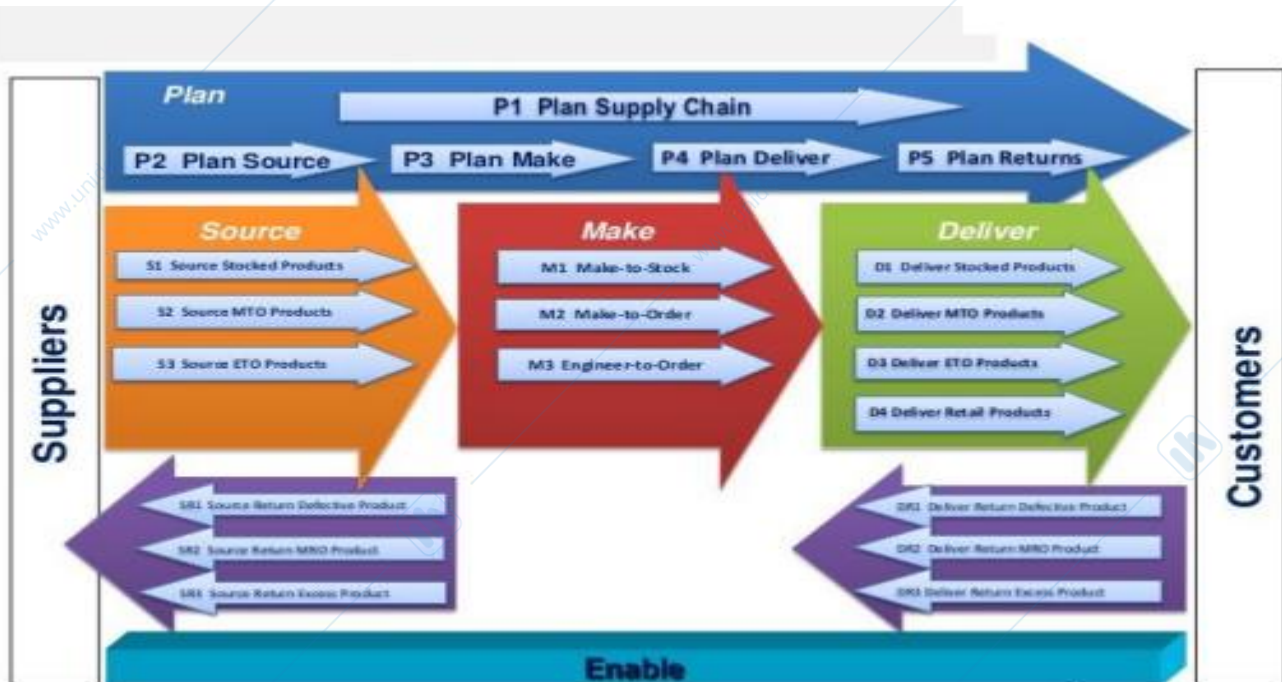 Plan
P1 Plan Supply Chain
P2 Plan Source
P3 Plan Make
P4 Plan Deliver
P5 Plan Returns
Suppliers
Source
S1 Source Stocked Products
S2 Source MTO Products
S3 Source ETO Products
Make
M1 Make-to-Stock
M2 Make-to-Order
M3 Engineer-to-Order
Deliver
D1 Deliver Stocked Products
D2 Deliver MTO Products
D3 Deliver ETO Products
D4 Deliver Retail Products
Customers
SR1 Source Return Defective Product
SR2 Source Return MRO Product
SR3 Source Return Excess Product
DR1 Deliver Return Defective Product
DR2 Deliver Return MRO Product
DR3 Deliver Return Excess Product
Enable